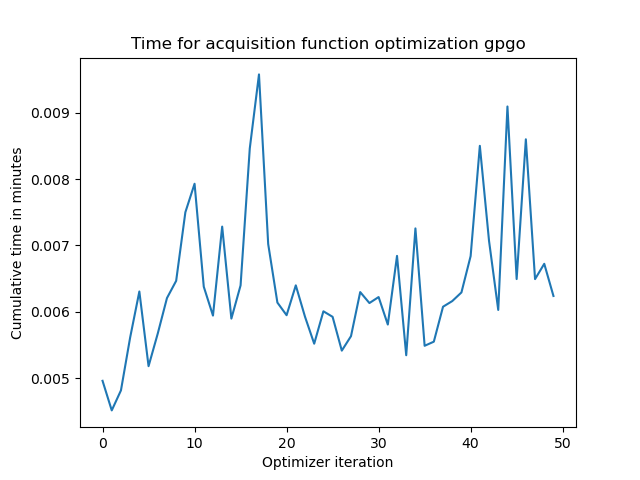 Time for acquisition function optimization gpgo
Cumulative time in minutes
0.009
0.008
0.007
0.006
0.005
0 10 20 30 40 50
Optimizer iteration